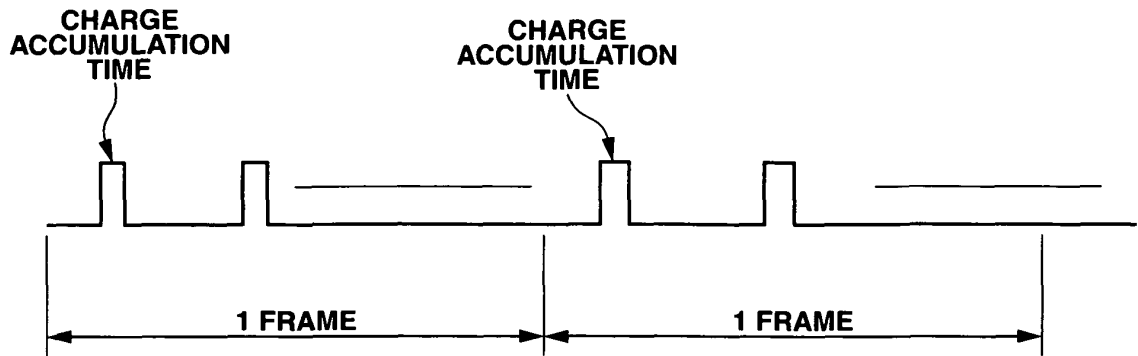 CHARGE
ACCUMULATION
TIME
CHARGE
ACCUMULATION
TIME
1 FRAME
1 FRAME